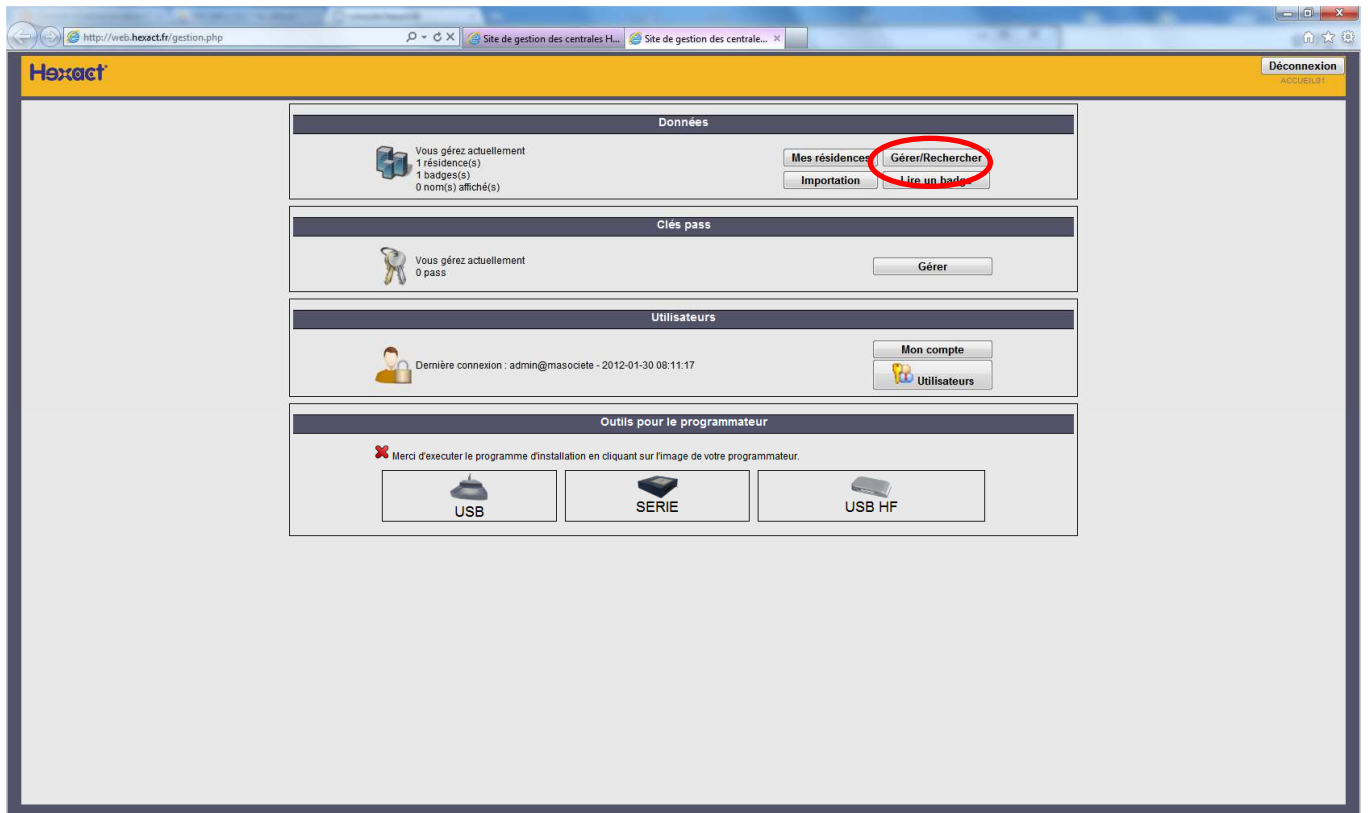 http://web.hexact.fr/gestion.php
Site de gestion des centrales H...
Site de gestion des centrale...
Hexact
Déconnexion
ACCUEIL01
Données
Vous gérez actuellement
1 résidence(s)
1 badges(s)
0 nom(s) affiché(s)
Mes résidences
Gérer/Rechercher
Importation
Lire un badge
Clés pass
Vous gérez actuellement
0 pass
Gérer
Utilisateurs
Dernière connexion : admin@masociete - 2012-01-30 08:11:17
Mon compte
Utilisateurs
Outils pour le programmateur
Merci d'executer le programme d'installation en cliquant sur l'image de votre programmateur.
USB
SERIE
USB HF